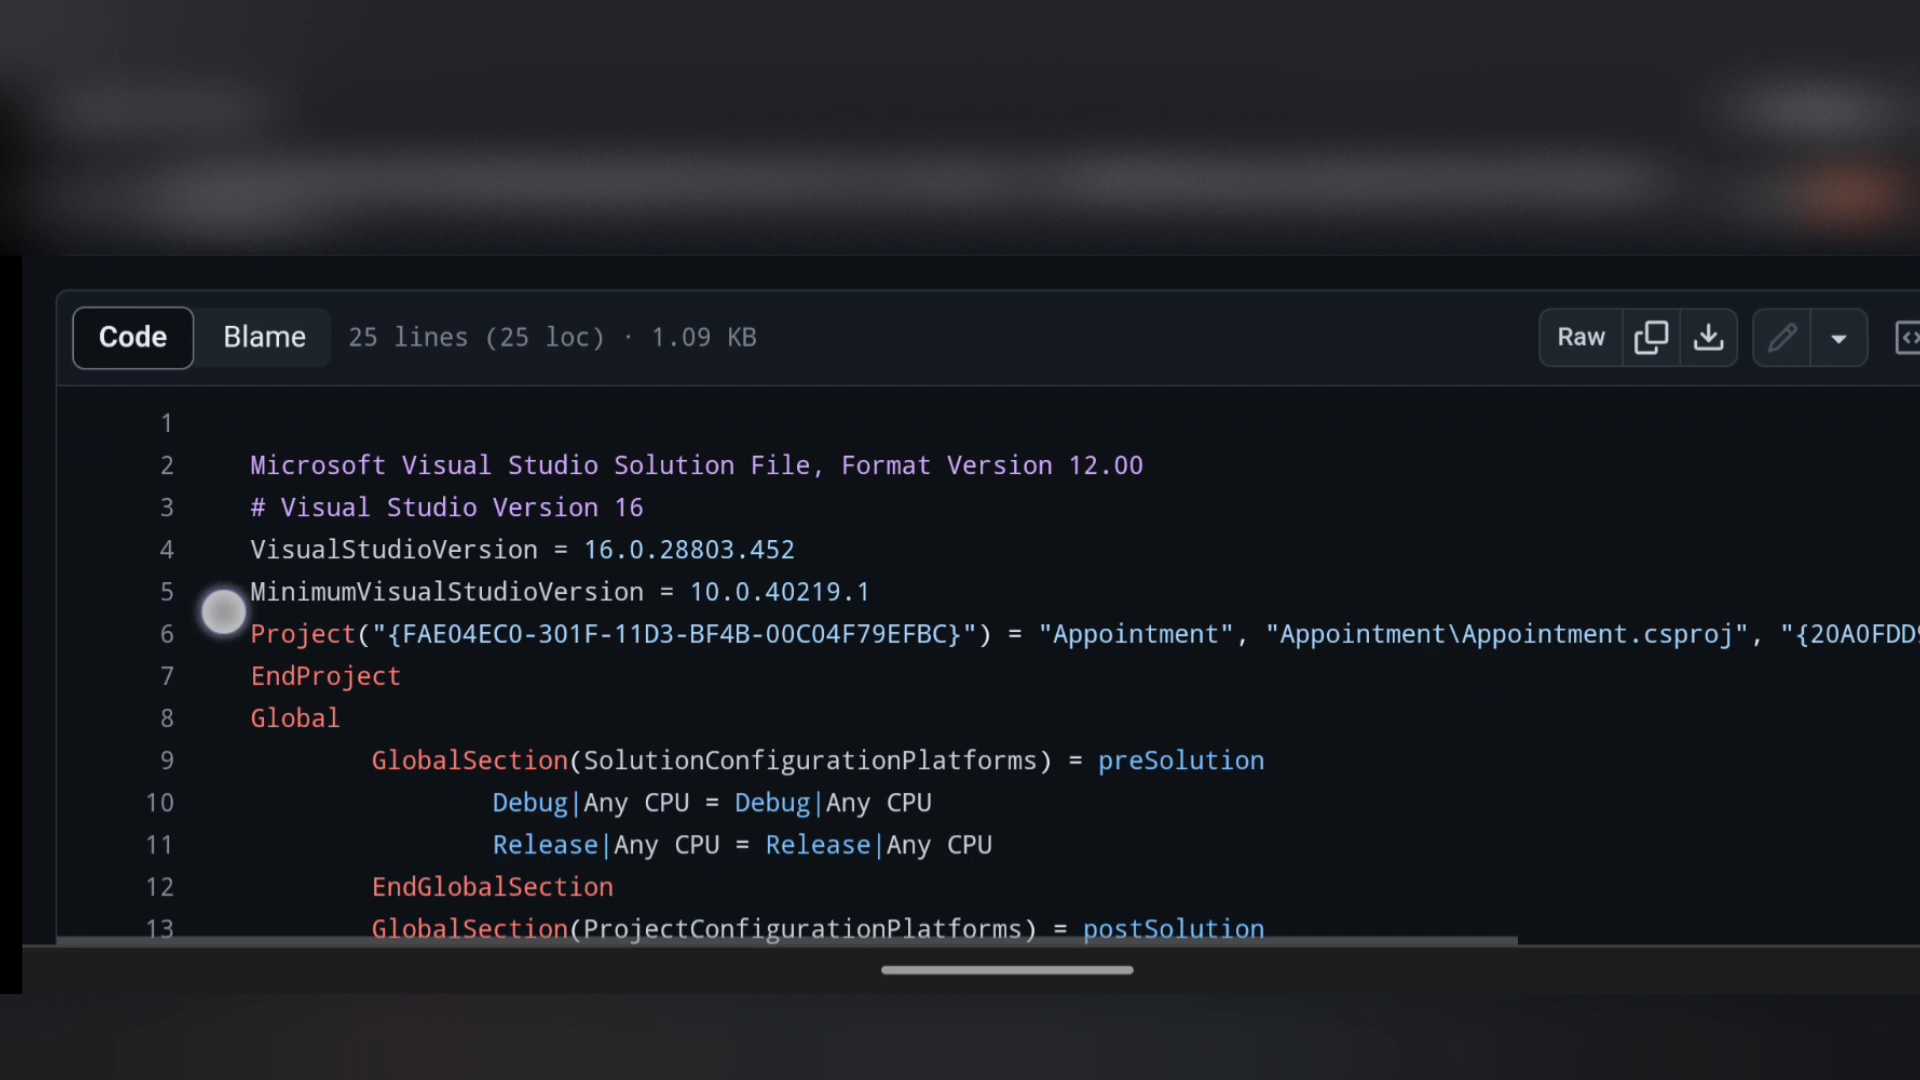 Code Blame 25 lines (25 loc) · 1.09 KB Raw
1
2 Microsoft Visual Studio Solution File, Format Version 12.00
3 # Visual Studio Version 16
4 VisualStudioVersion = 16.0.28803.452
5 MinimumVisualStudioVersion = 10.0.40219.1
6 Project("{FAE04EC0-301F-11D3-BF4B-00C04F79EFBC}") = "Appointment", "Appointment\Appointment.csproj", "{20A0FDD9
7 EndProject
8 Global
9 GlobalSection(SolutionConfigurationPlatforms) = preSolution
10 Debug|Any CPU = Debug|Any CPU
11 Release|Any CPU = Release|Any CPU
12 EndGlobalSection
13 GlobalSection(ProjectConfigurationPlatforms) = postSolution